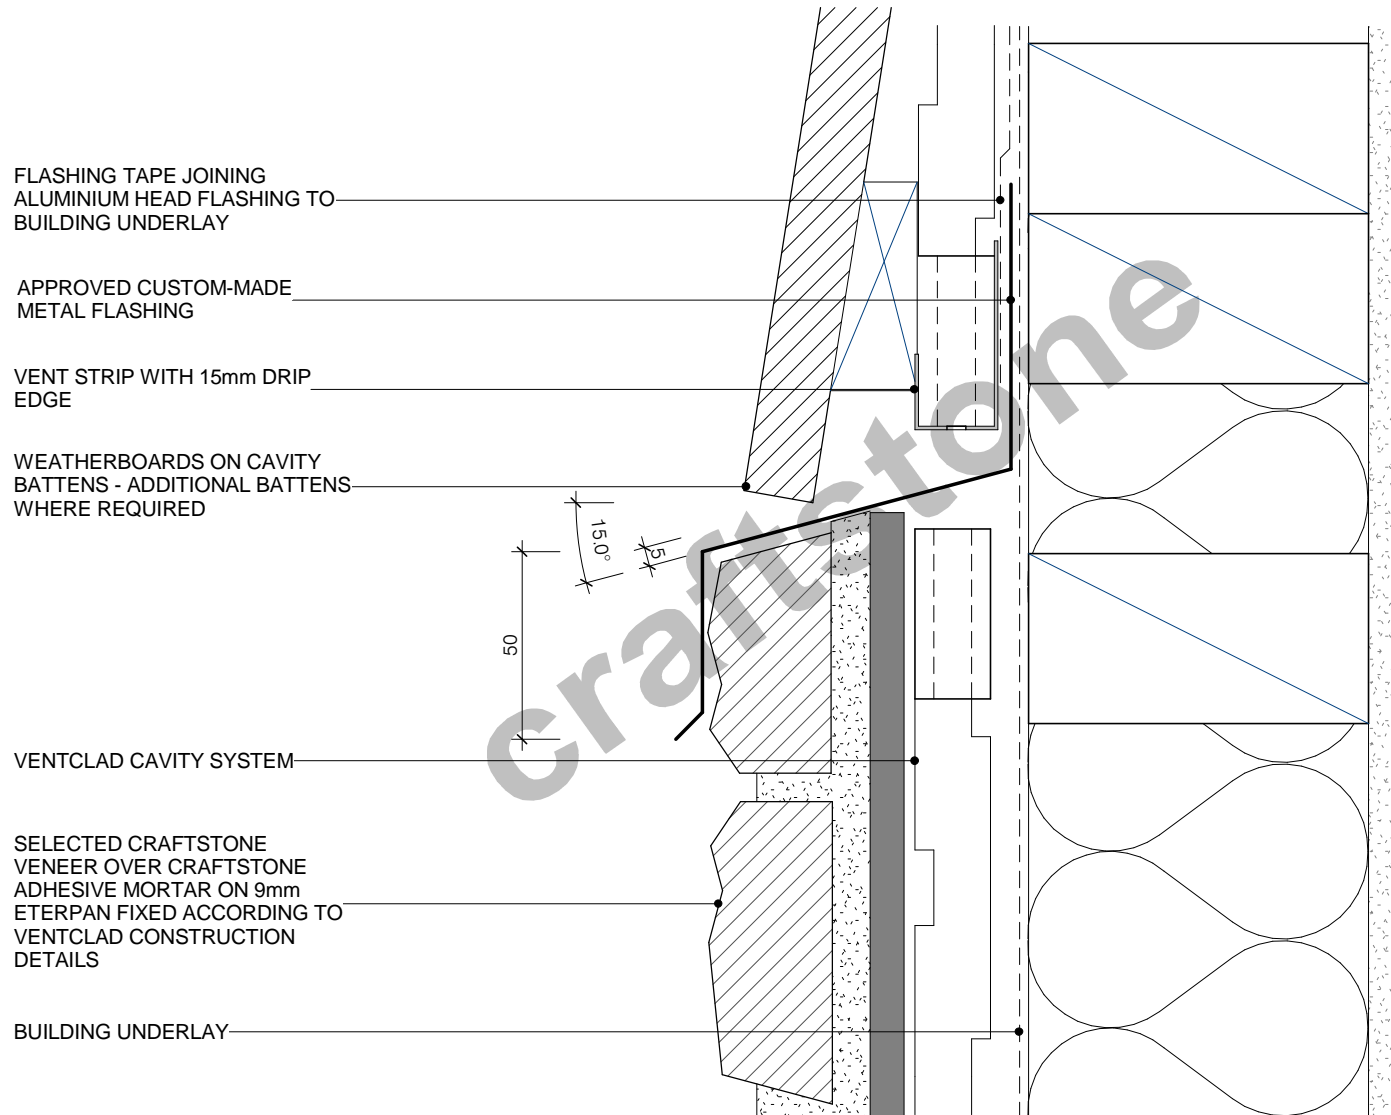 FLASHING TAPE JOINING
ALUMINIUM HEAD FLASHING TO
BUILDING UNDERLAY
APPROVED CUSTOM-MADE
METAL FLASHING
VENT STRIP WITH 15mm DRIP
EDGE
WEATHERBOARDS ON CAVITY
BATTENS - ADDITIONAL BATTENS
WHERE REQUIRED
15.0°
5
50
craftstone
VENTCLAD CAVITY SYSTEM
SELECTED CRAFTSTONE
VENEER OVER CRAFTSTONE
ADHESIVE MORTAR ON 9mm
ETERPAN FIXED ACCORDING TO
VENTCLAD CONSTRUCTION
DETAILS
BUILDING UNDERLAY